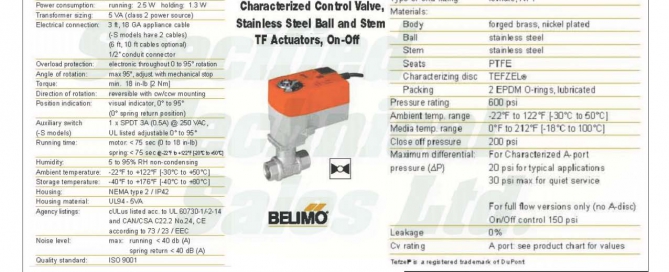 Power consumption: running: 2.5 W holding: 1.3 W
Transformer sizing: 5 VA (class 2 power source)
Electrical connection: 3 ft, 18 GA appliance cable
(-S models have 2 cables)
(6 ft, 10 ft cables optional)
1/2" conduit connector
Overload protection: electronic throughout 0 to 95° rotation
Angle of rotation: max 95°, adjust with mechanical stop
Torque: min. 18 in-lb [2 Nm]
Direction of rotation: reversible with cw/ccw mounting
Position indication: visual indicator, 0° to 95°
(0° spring return position)
Auxiliary switch 1 x SPDT 3A (0.5A) @ 250 VAC,
(-S models) UL listed adjustable 0° to 95°
Running time: motor: < 75 sec (0 to 18 in-lb)
spring < 75 sec
Humidity: 5 to 95% RH non-condensing
Ambient temperature: -22°F to +122°F [-30°C to +50°C]
Storage temperature: -40°F to +176°F [-40°C to +80°C]
Housing: NEMA type 2 / IP42
Housing material: UL94 - 5VA
Agency listings: cULus listed acc. to UL 60730-1/-2-14
and CAN/CSA C22.2 No.24, CE
according to 73 / 23 / EEC
Noise level: max: running < 40 db (A)
spring return < 40 dB (A)
Quality standard: ISO 9001
Characterized Control Valve,
Stainless Steel Ball and Stem
TF Actuators, On-Off
BELIMO
Materials:
Body forged brass, nickel plated
Ball stainless steel
Stem stainless steel
Seats PTFE
Characterizing disc TEFZEL®
Packing 2 EPDM O-rings, lubricated
Pressure rating 600 psi
Ambient temp. range -22°F to 122°F [-30°C to 50°C]
Media temp. range 0°F to 212°F [-18°C to 100°C]
Close off pressure 200 psi
Maximum differential: For Characterized A-port
pressure (ΔP) 20 psi for typical applications
30 psi max for quiet service
For full flow versions only (no A-disc)
On/Off control 150 psi
Leakage 0%
Cv rating A port: see product chart for values
Tefzel® is a registered trademark of DuPont